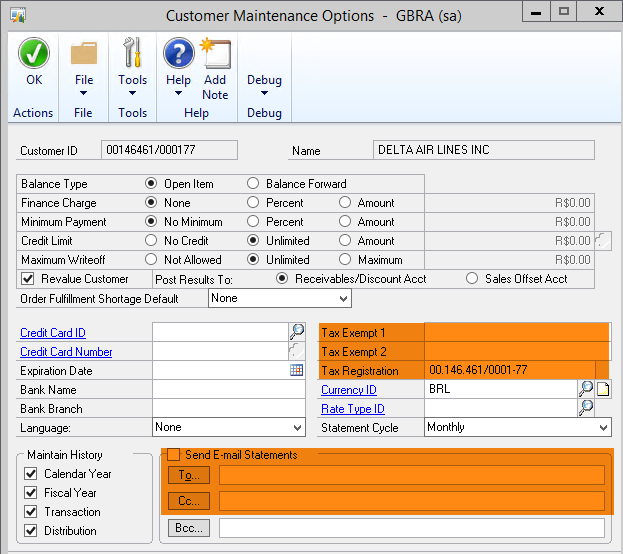 Customer Maintenance Options - GBRA (sa)
OK File Tools Help Add Note Debug
Actions File Tools Help Debug
Customer ID 00146461/000177 Name DELTA AIR LINES INC
Balance Type Open Item Balance Forward
Finance Charge None Percent Amount R$0.00
Minimum Payment No Minimum Percent Amount R$0.00
Credit Limit No Credit Unlimited Amount R$0.00
Maximum Writeoff Not Allowed Unlimited Maximum R$0.00
Revalue Customer Post Results To: Receivables/Discount Acct Sales Offset Acct
Order Fulfillment Shortage Default None
Credit Card ID Tax Exempt 1
Credit Card Number Tax Exempt 2
Expiration Date Tax Registration 00.146.461/0001-77
Bank Name Currency ID BRL
Bank Branch Rate Type ID
Language: None Statement Cycle Monthly
Maintain History Send E-mail Statements
Calendar Year To...
Fiscal Year
Transaction Cc...
Distribution Bcc...